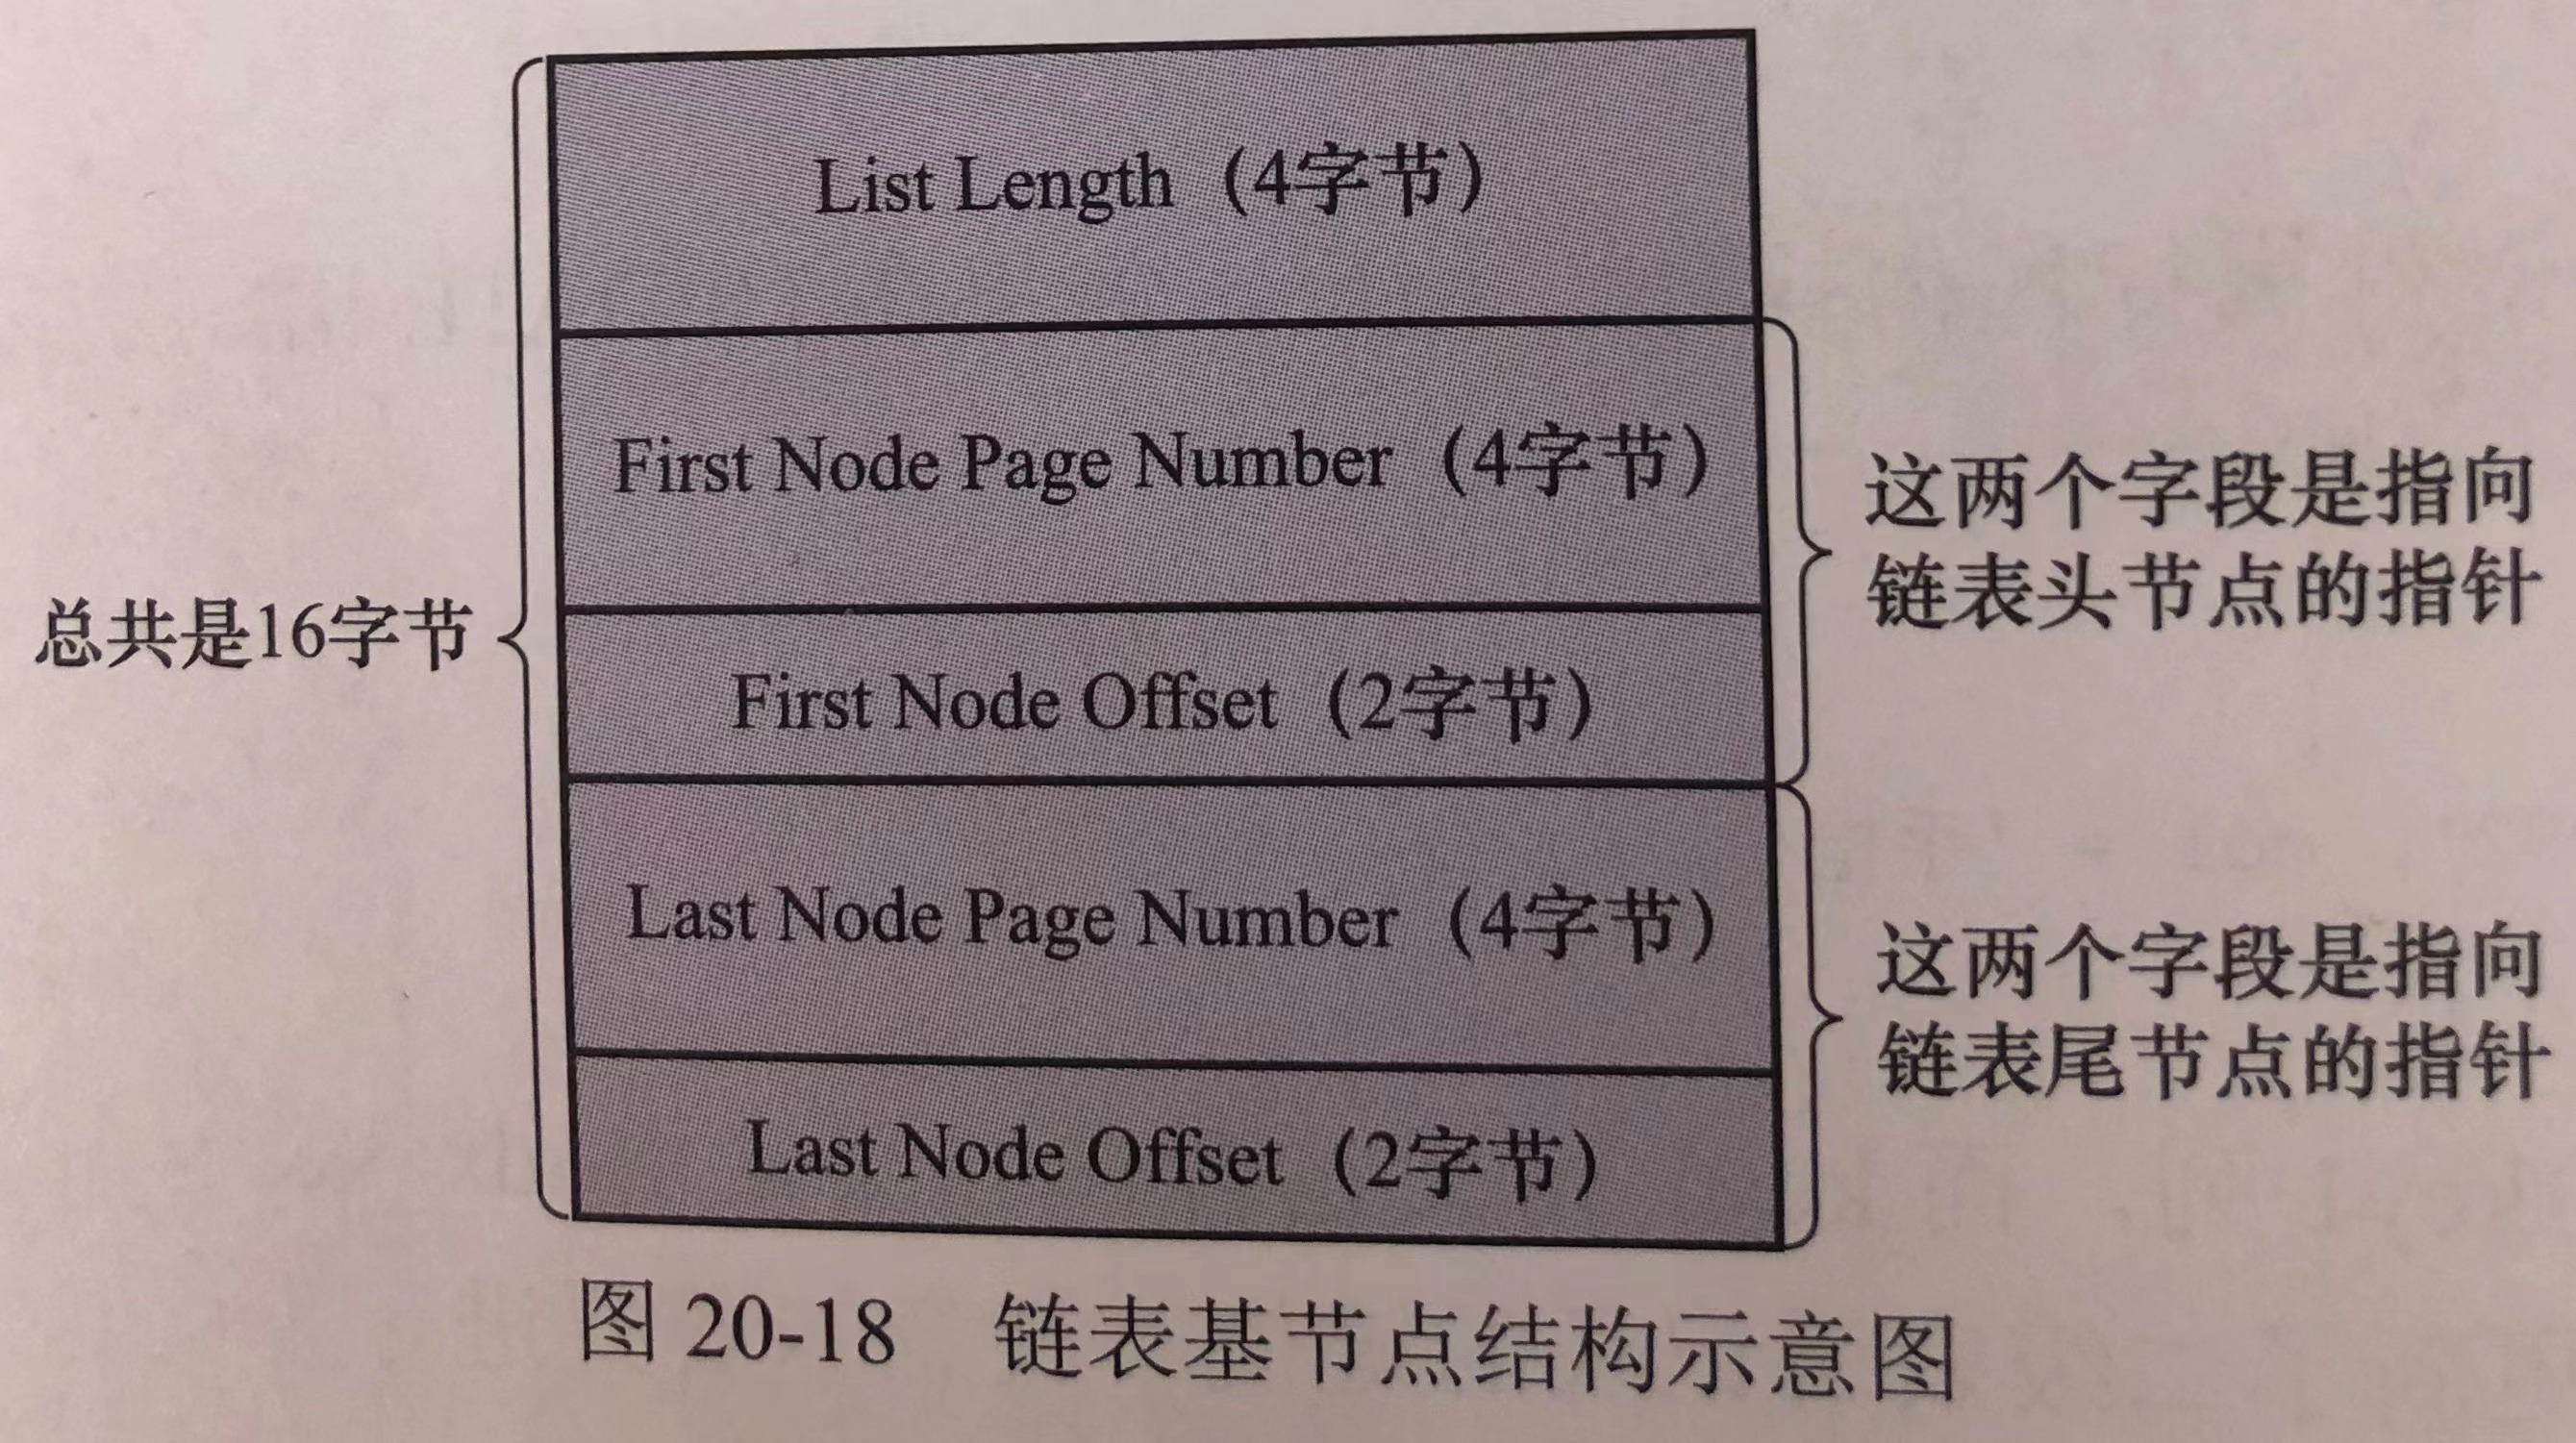 List Length（4字节）
First Node Page Number（4字节）
First Node Offset（2字节）
Last Node Page Number（4字节）
Last Node Offset（2字节）
总共是16字节
这两个字段是指向
链表头节点的指针
这两个字段是指向
链表尾节点的指针
图 20-18 链表基节点结构示意图